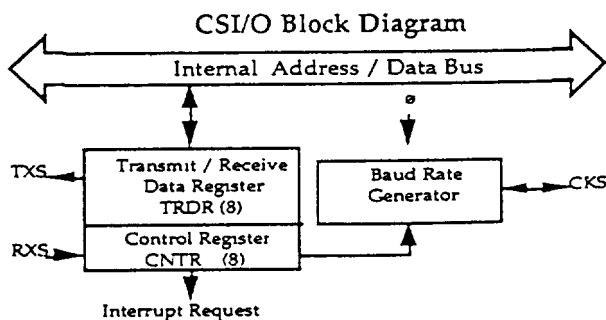 CSI/O Block Diagram
Internal Address / Data Bus
ø
TXS
Transmit / Receive
Data Register
TRDR (8)
Baud Rate
Generator
CKS
RXS
Control Register
CNTR (8)
Interrupt Request